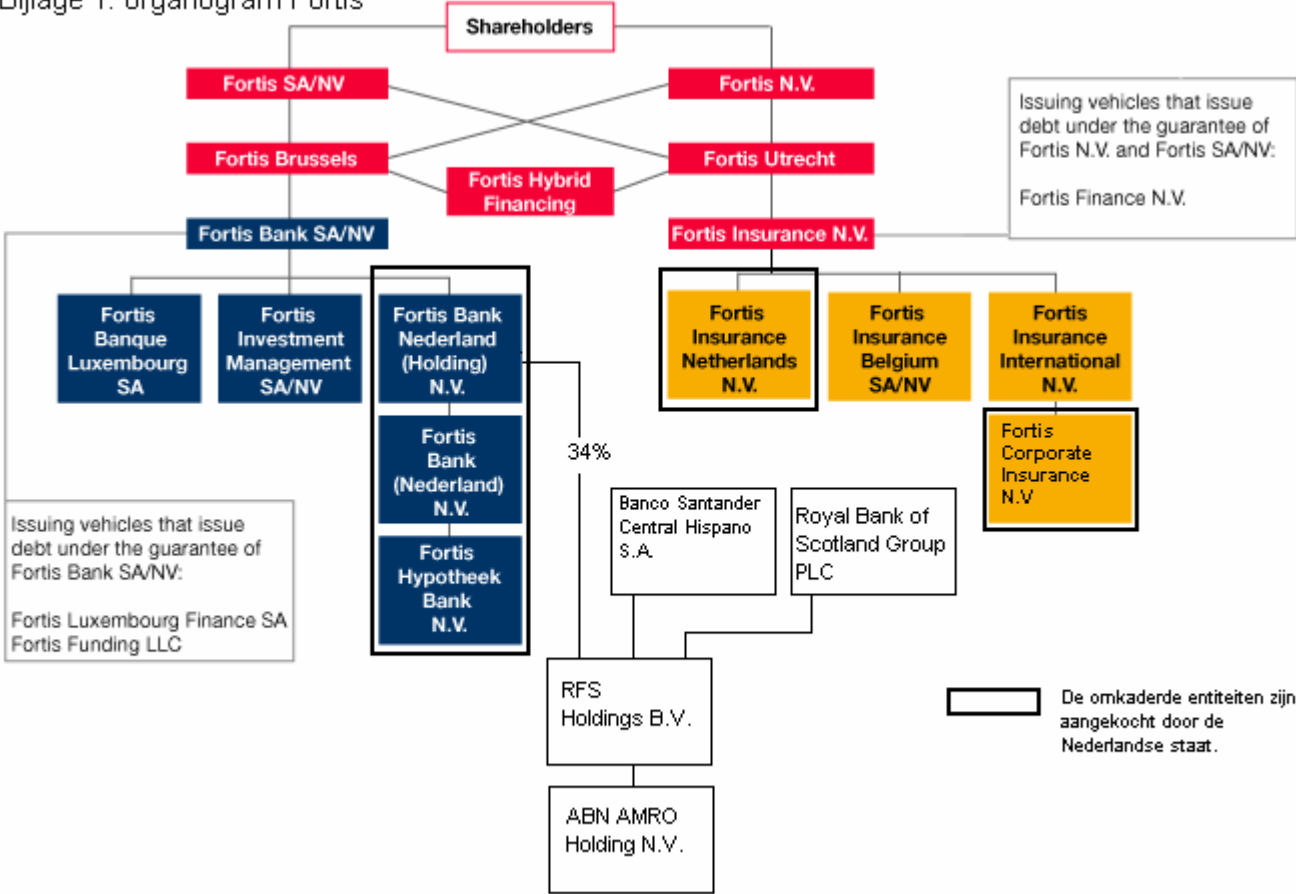 Bijlage 1: organogram Fortis
Shareholders
Fortis SA/NV
Fortis N.V.
Issuing vehicles that issue
debt under the guarantee of
Fortis N.V. and Fortis SA/NV:
Fortis Finance N.V.
Fortis Brussels
Fortis Utrecht
Fortis Hybrid
Financing
Fortis Bank SA/NV
Fortis Insurance N.V.
Fortis
Banque
Luxembourg
SA
Fortis
Investment
Management
SA/NV
Fortis Bank
Nederland
(Holding)
N.V.
Fortis
Insurance
Netherlands
N.V.
Fortis
Insurance
Belgium
SA/NV
Fortis
Insurance
International
N.V.
Fortis
Bank
(Nederland)
N.V.
34%
Fortis
Corporate
Insurance
N.V
Issuing vehicles that issue
debt under the guarantee of
Fortis Bank SA/NV:
Fortis Luxembourg Finance SA
Fortis Funding LLC
Fortis
Hypotheek
Bank
N.V.
Banco Santander
Central Hispano
S.A.
Royal Bank of
Scotland Group
PLC
RFS
Holdings B.V.
De omkaderde entiteiten zijn
aangekocht door de
Nederlandse staat.
ABN AMRO
Holding N.V.